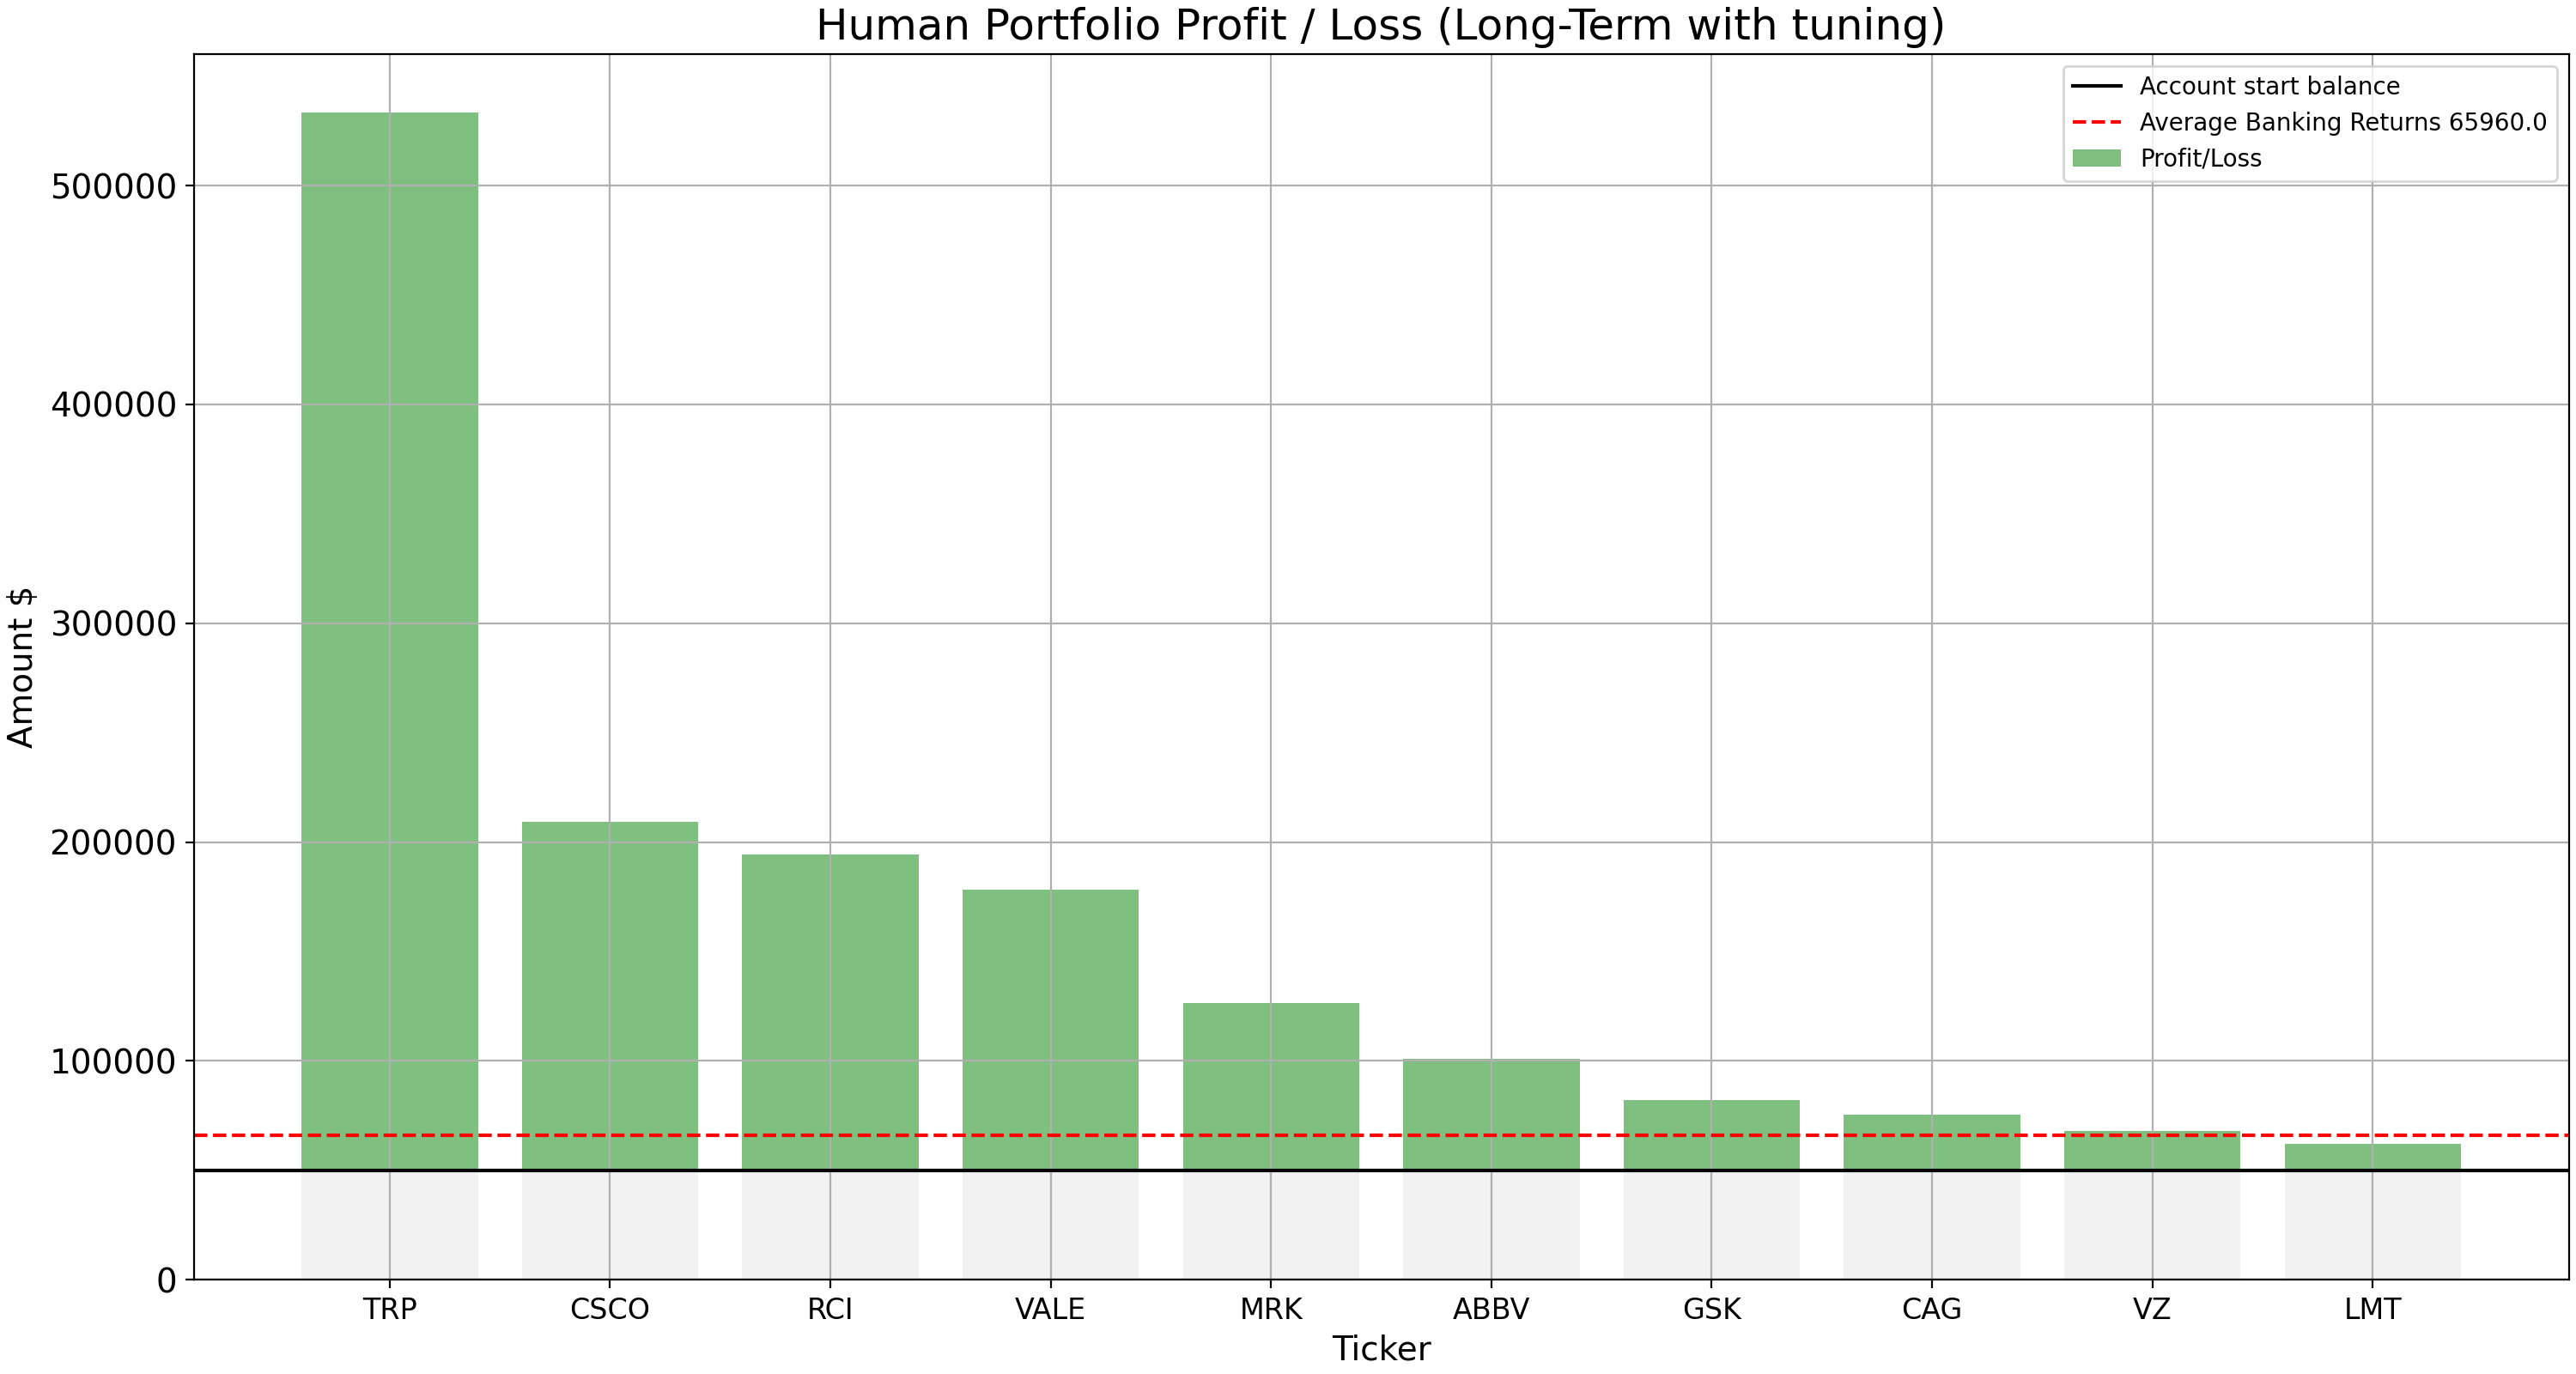 Human Portfolio Profit / Loss (Long-Term with tuning)
Account start balance
Average Banking Returns 65960.0
Profit/Loss
Amount $
500000
400000
300000
200000
100000
0
TRP CSCO RCI VALE MRK ABBV GSK CAG VZ LMT
Ticker